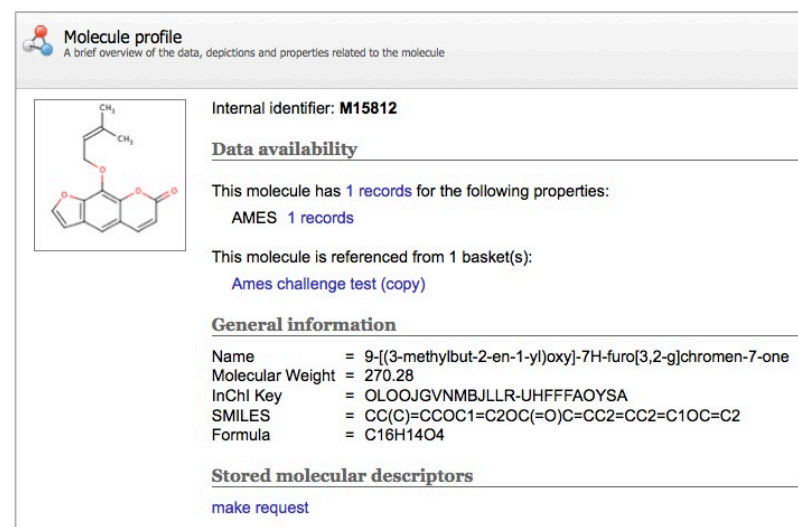 Molecule profile
A brief overview of the data, depictions and properties related to the molecule
CH₃
CH₃
O
O
O
O
Internal identifier: M15812
Data availability
This molecule has 1 records for the following properties:
AMES 1 records
This molecule is referenced from 1 basket(s):
Ames challenge test (copy)
General information
Name = 9-[(3-methylbut-2-en-1-yl)oxy]-7H-furo[3,2-g]chromen-7-one
Molecular Weight = 270.28
InChI Key = OLOOJGVNMBJLLR-UHFFFAOYSA
SMILES = CC(C)=CCOC1=C2OC(=O)C=CC2=CC2=C1OC=C2
Formula = C16H14O4
Stored molecular descriptors
make request